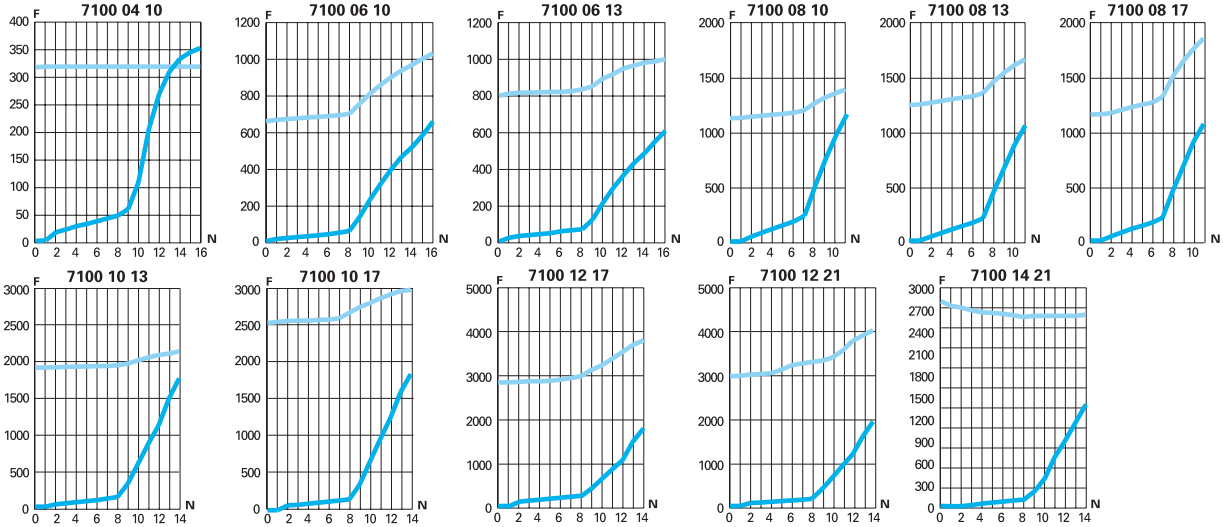 7100 04 10
F
400
350
300
250
200
150
100
50
0
N
0 2 4 6 8 10 12 14 16
7100 06 10
F
1200
1000
800
600
400
200
0
N
0 2 4 6 8 10 12 14 16
7100 06 13
F
1200
1000
800
600
400
200
0
N
0 2 4 6 8 10 12 14 16
7100 08 10
F
2000
1500
1000
500
0
N
0 2 4 6 8 10
7100 08 13
F
2000
1500
1000
500
0
N
0 2 4 6 8 10
7100 08 17
F
2000
1500
1000
500
0
N
0 2 4 6 8 10
7100 10 13
F
3000
2500
2000
1500
1000
500
0
N
0 2 4 6 8 10 12 14
7100 10 17
F
3000
2500
2000
1500
1000
500
0
N
0 2 4 6 8 10 12 14
7100 12 17
F
5000
4000
3000
2000
1000
0
N
0 2 4 6 8 10 12 14
7100 12 21
F
5000
4000
3000
2000
1000
0
N
0 2 4 6 8 10 12 14
7100 14 21
F
3000
2700
2400
2100
1800
1500
1200
900
600
300
0
N
0 2 4 6 8 10 12 14